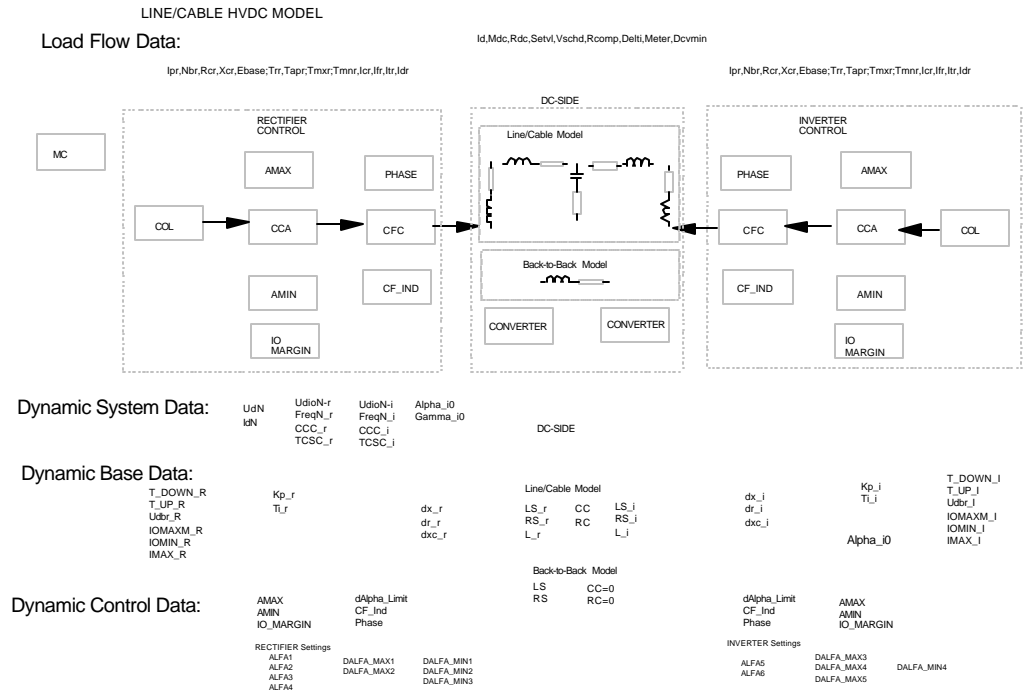 LINE/CABLE HVDC MODEL
Load Flow Data:
Id,Mdc,Rdc,Setvl,Vschd,Rcomp,Delti,Meter,Dcvmin
Ipr,Nbr,Rcr,Xcr,Ebase;Trr,Tapr;Tmxr;Tmnr,Icr,Ifr,Itr,Idr
Ipr,Nbr,Rcr,Xcr,Ebase;Trr,Tapr;Tmxr;Tmnr,Icr,Ifr,Itr,Idr
MC
RECTIFIER
CONTROL
AMAX
PHASE
COL
CCA
CFC
AMIN
CF_IND
IO
MARGIN
DC-SIDE
Line/Cable Model
Back-to-Back Model
CONVERTER
CONVERTER
INVERTER
CONTROL
PHASE
AMAX
CFC
CCA
COL
CF_IND
AMIN
IO
MARGIN
Dynamic System Data:
UdN
IdN
UdioN-r
FreqN_r
CCC_r
TCSC_r
UdioN-i
FreqN_i
CCC_i
TCSC_i
Alpha_i0
Gamma_i0
DC-SIDE
Dynamic Base Data:
T_DOWN_R
T_UP_R
Udbr_R
IOMAXM_R
IOMIN_R
IMAX_R
Kp_r
Ti_r
dx_r
dr_r
dxc_r
Line/Cable Model
LS_r
RS_r
L_r
CC
RC
LS_i
RS_i
L_i
dx_i
dr_i
dxc_i
Kp_i
Ti_i
Alpha_i0
T_DOWN_I
T_UP_I
Udbr_I
IOMAXM_I
IOMIN_I
IMAX_I
Back-to-Back Model
LS
RS
CC=0
RC=0
Dynamic Control Data:
AMAX
AMIN
IO_MARGIN
dAlpha_Limit
CF_Ind
Phase
dAlpha_Limit
CF_Ind
Phase
AMAX
AMIN
IO_MARGIN
RECTIFIER Settings
ALFA1
ALFA2
ALFA3
ALFA4
DALFA_MAX1
DALFA_MAX2
DALFA_MIN1
DALFA_MIN2
DALFA_MIN3
INVERTER Settings
ALFA5
ALFA6
DALFA_MAX3
DALFA_MAX4
DALFA_MAX5
DALFA_MIN4